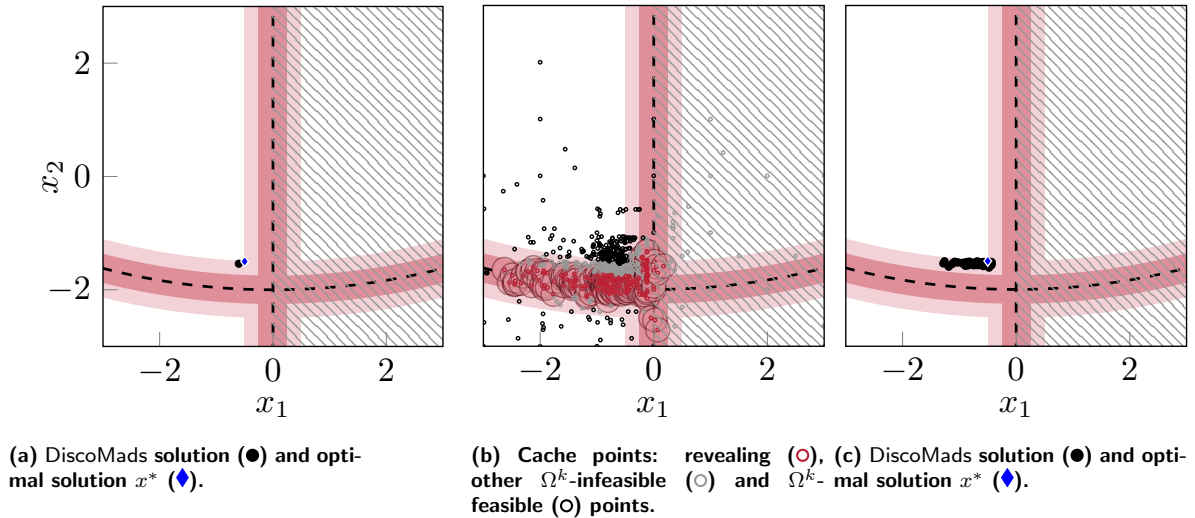 2
0
−2
x2
−2 0 2
x1
−2 0 2
x1
−2 0 2
x1
(a) DiscoMads solution (●) and opti-
mal solution x* (♦).
(b) Cache points: revealing (○),
other Ωk-infeasible (○) and Ωk-
feasible (○) points.
(c) DiscoMads solution (●) and opti-
mal solution x* (♦).